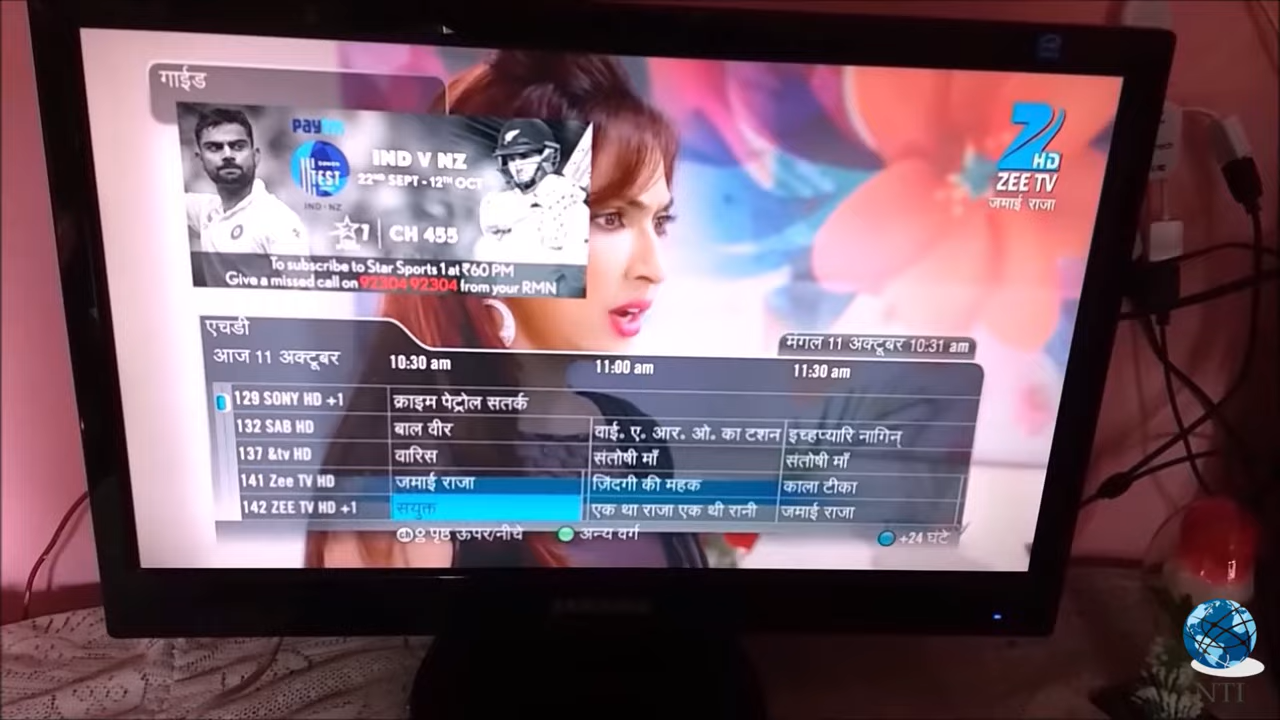 गाईड
paytm
TEST
IND - NZ
IND V NZ
22ND SEPT - 12TH OCT
1 | CH 455
To subscribe to Star Sports 1 at ₹60 PM
Give a missed call on 92304 92304 from your RMN
HD
ZEE TV
जमाई राजा
एचडी
मंगल 11 अक्टूबर 10:31 am
आज 11 अक्टूबर 10:30 am 11:00 am 11:30 am
129 SONY HD +1 क्राइम पेट्रोल सतर्क
132 SAB HD बाल वीर वाई. ए. आर. ओ. का टशन इच्छप्यारि नागिन्
137 &tv HD वारिस संतोषी माँ संतोषी माँ
141 Zee TV HD जमाई राजा ज़िंदगी की महक काला टीका
142 ZEE TV HD +1 संयुक्त एक था राजा एक थी रानी जमाई राजा
पृष्ठ ऊपर/नीचे अन्य वर्ग +24 घंटे
NTI